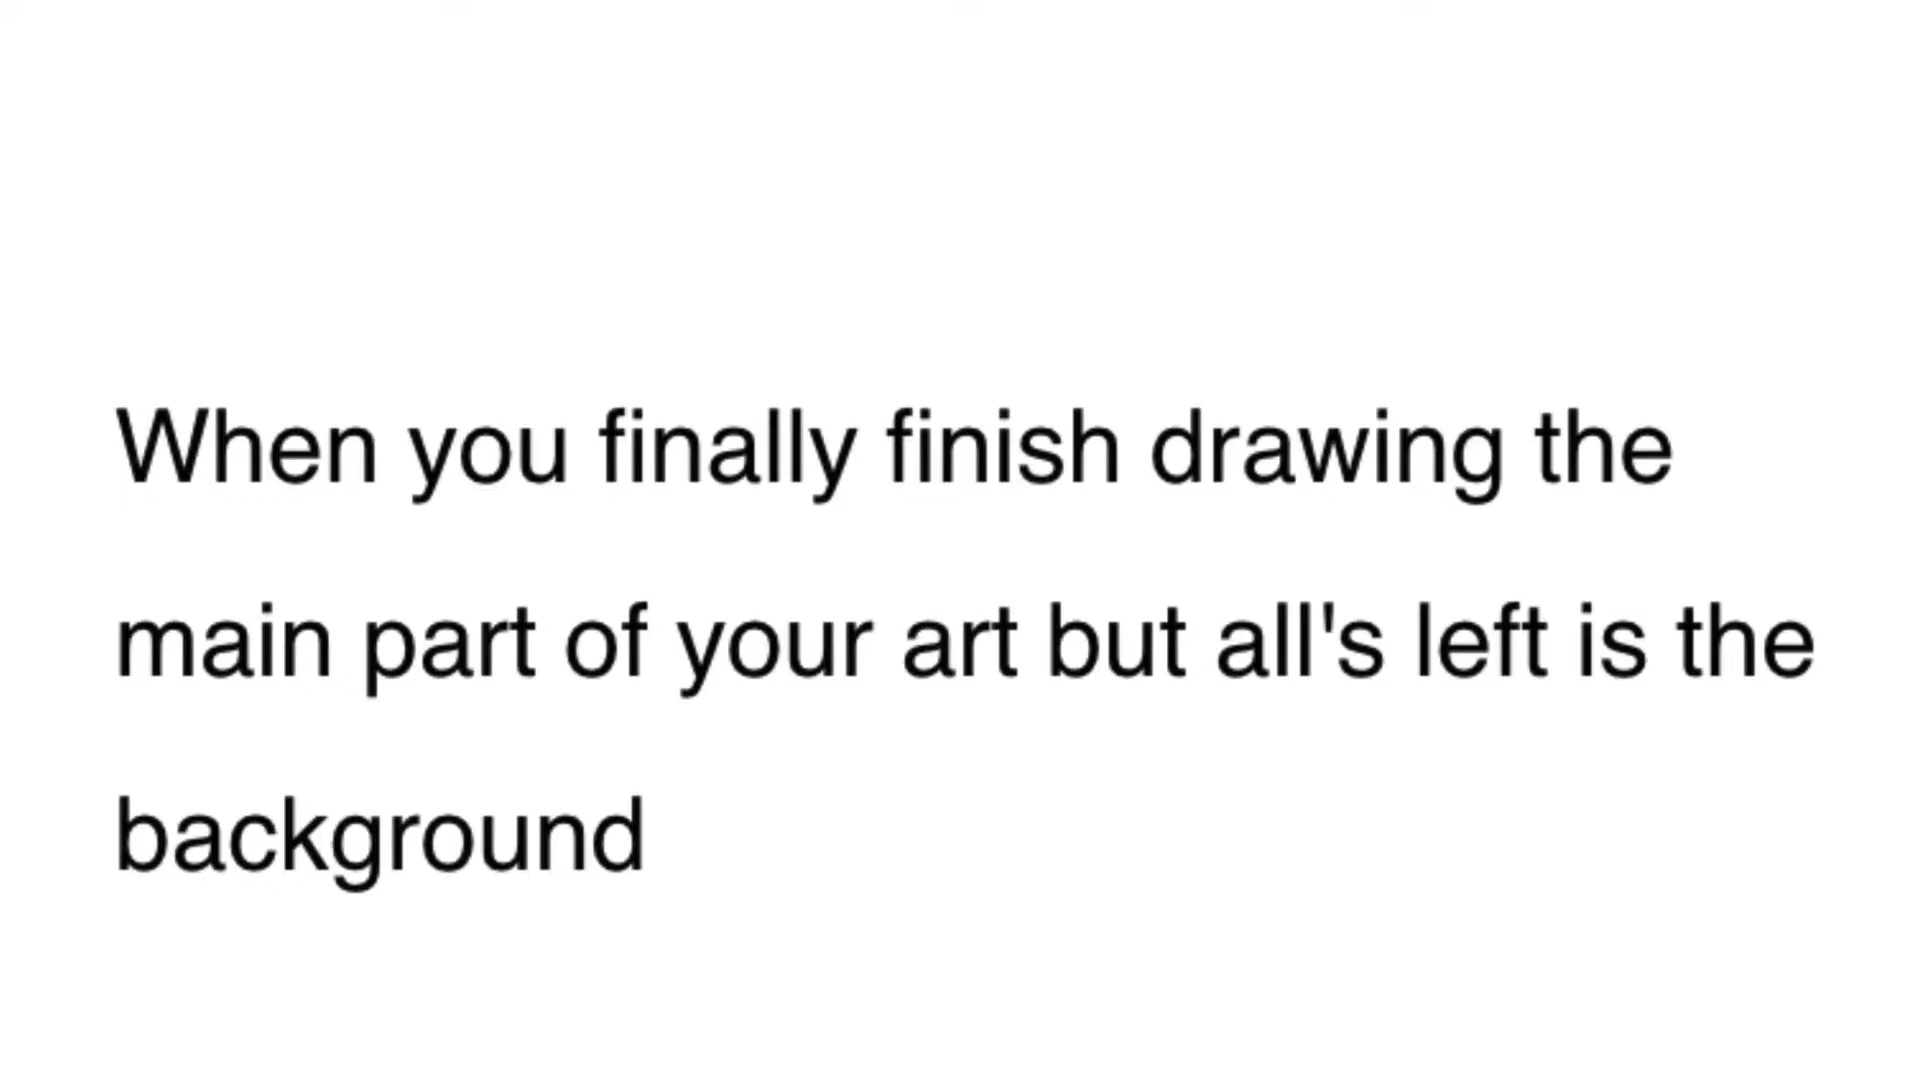 When you finally finish drawing the
main part of your art but all's left is the
background